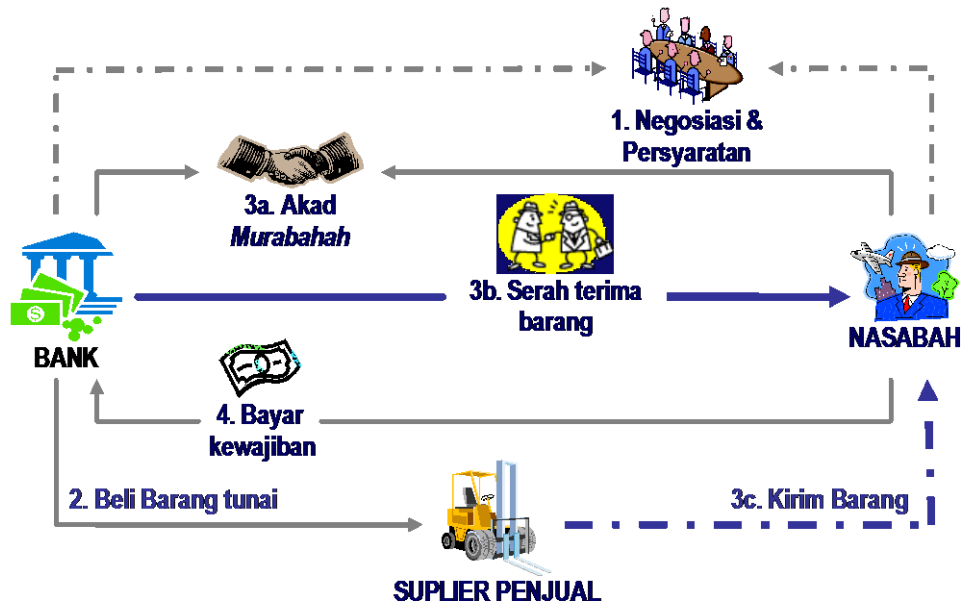 1. Negosiasi &
Persyaratan
3a. Akad
Murabahah
3b. Serah terima
barang
BANK
NASABAH
4. Bayar
kewajiban
2. Beli Barang tunai
3c. Kirim Barang
SUPLIER PENJUAL